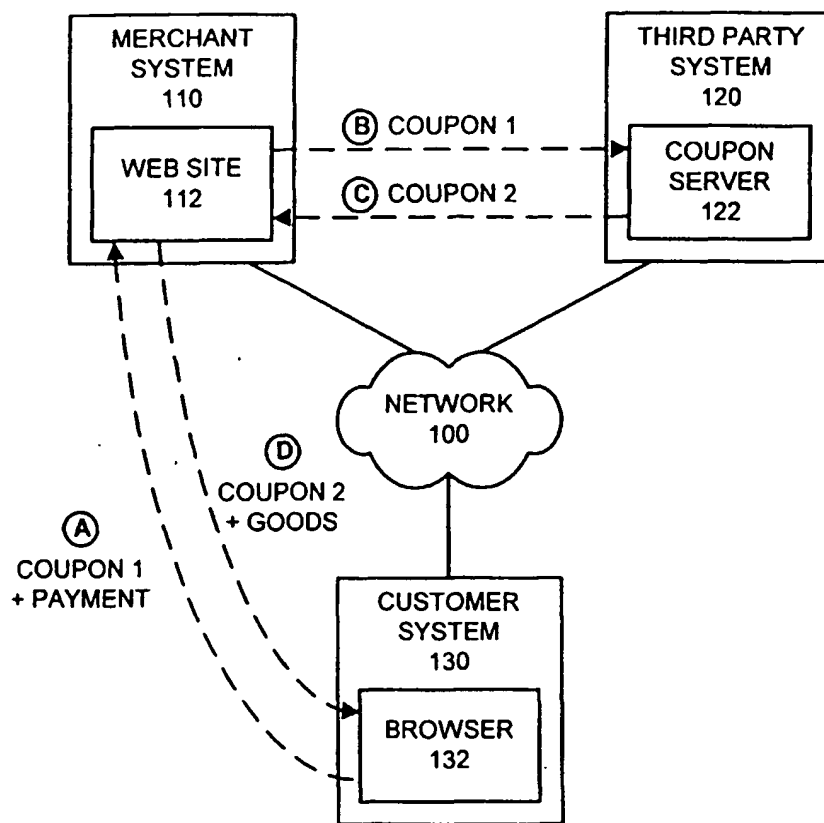 MERCHANT
SYSTEM
110
WEB SITE
112
THIRD PARTY
SYSTEM
120
COUPON
SERVER
122
B COUPON 1
C COUPON 2
NETWORK
100
D
COUPON 2
+ GOODS
A
COUPON 1
+ PAYMENT
CUSTOMER
SYSTEM
130
BROWSER
132